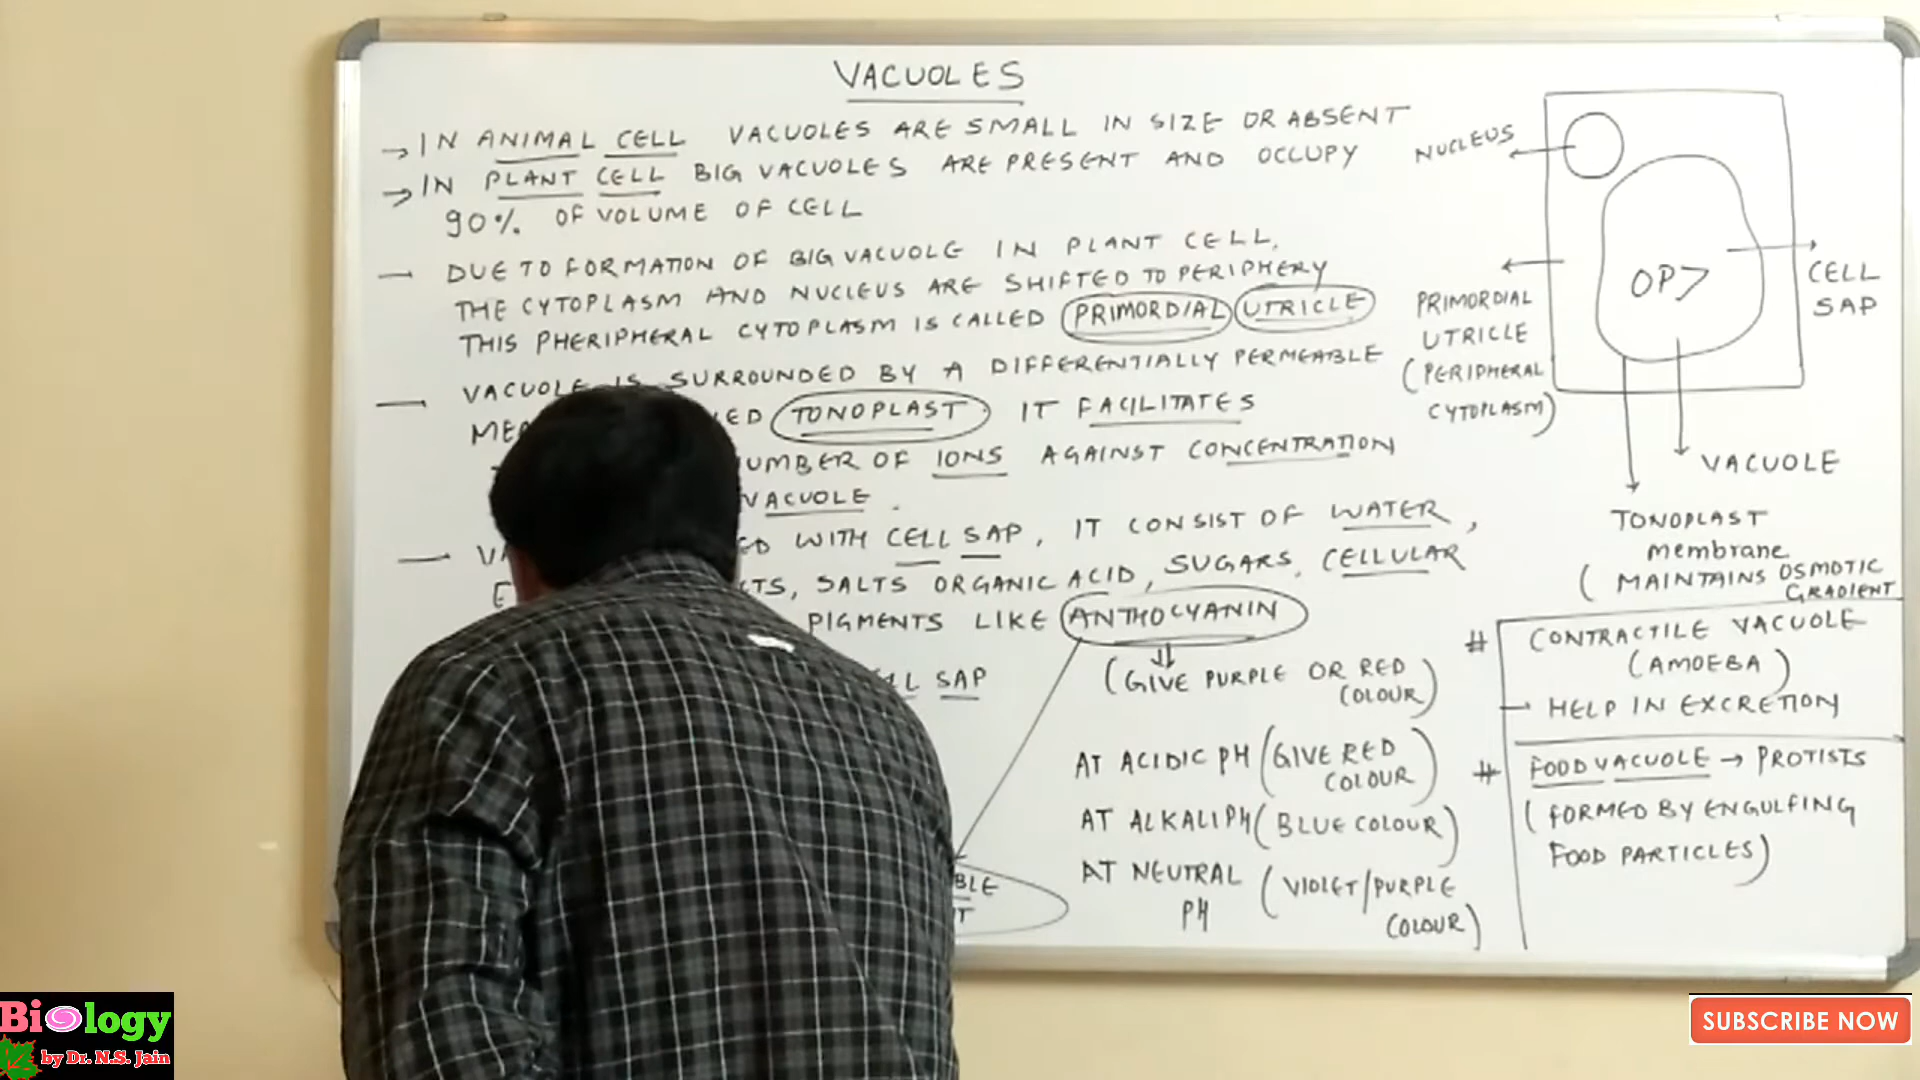 VACUOLES
→ IN ANIMAL CELL VACUOLES ARE SMALL IN SIZE OR ABSENT
→ IN PLANT CELL BIG VACUOLES ARE PRESENT AND OCCUPY
90% OF VOLUME OF CELL
— DUE TO FORMATION OF BIG VACUOLE IN PLANT CELL,
THE CYTOPLASM AND NUCLEUS ARE SHIFTED TO PERIPHERY
THIS PHERIPHERAL CYTOPLASM IS CALLED PRIMORDIAL UTRICLE
— VACUOLE IS SURROUNDED BY A DIFFERENTIALLY PERMEABLE
TONOPLAST IT FACILITATES
OF IONS AGAINST CONCENTRATION
VACUOLE.
WITH CELL SAP, IT CONSIST OF WATER,
SALTS ORGANIC ACID, SUGARS, CELLULAR
PIGMENTS LIKE ANTHOCYANIN
SAP
(GIVE PURPLE OR RED
COLOUR)
AT ACIDIC PH (GIVE RED
COLOUR)
AT ALKALI PH (BLUE COLOUR)
AT NEUTRAL
PH
(VIOLET/PURPLE
COLOUR)
NUCLEUS
OP>
CELL
SAP
PRIMORDIAL
UTRICLE
(PERIPHERAL
CYTOPLASM)
VACUOLE
TONOPLAST
membrane
(MAINTAINS OSMOTIC
GRADIENT
# CONTRACTILE VACUOLE
(AMOEBA)
→ HELP IN EXCRETION
# FOOD VACUOLE → PROTISTS
(FORMED BY ENGULFING
FOOD PARTICLES)
Biology
by Dr. N.S. Jain
SUBSCRIBE NOW